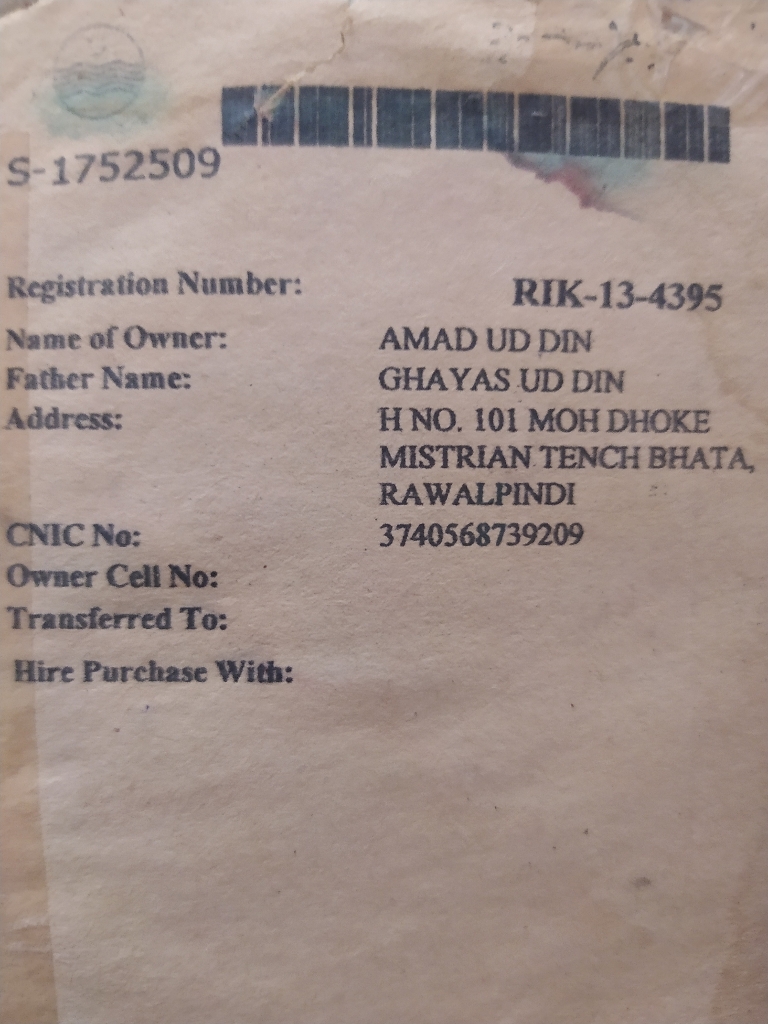 S-1752509
Registration Number: RIK-13-4395
Name of Owner: AMAD UD DIN
Father Name: GHAYAS UD DIN
Address: H NO. 101 MOH DHOKE
MISTRIAN TENCH BHATA,
RAWALPINDI
CNIC No: 3740568739209
Owner Cell No:
Transferred To:
Hire Purchase With: